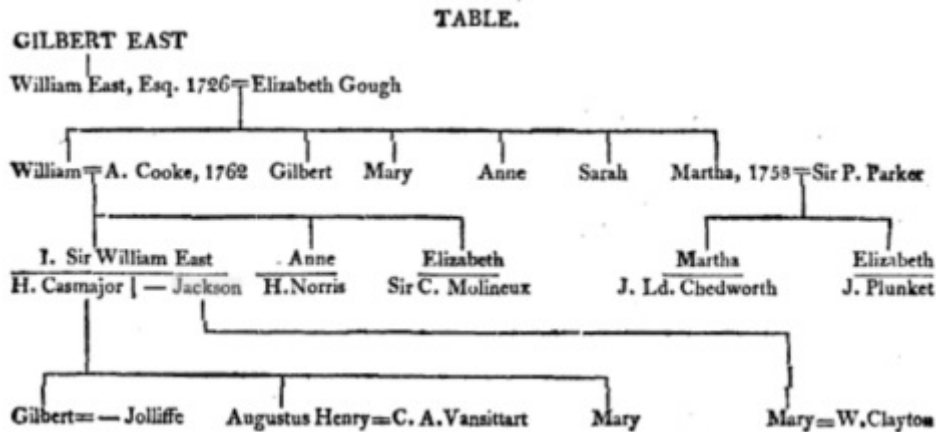 TABLE.
GILBERT EAST
William East, Esq. 1726=Elizabeth Gough
William=A. Cooke, 1762 Gilbert Mary Anne Sarah Martha, 1758=Sir P. Parker
I. Sir William East Anne Elizabeth Martha Elizabeth
H. Casmajor | — Jackson H.Norris Sir C. Molineux J. Ld. Chedworth J. Plunket
Gilbert=— Jolliffe Augustus Henry=C. A. Vansittart Mary Mary=W. Clayton